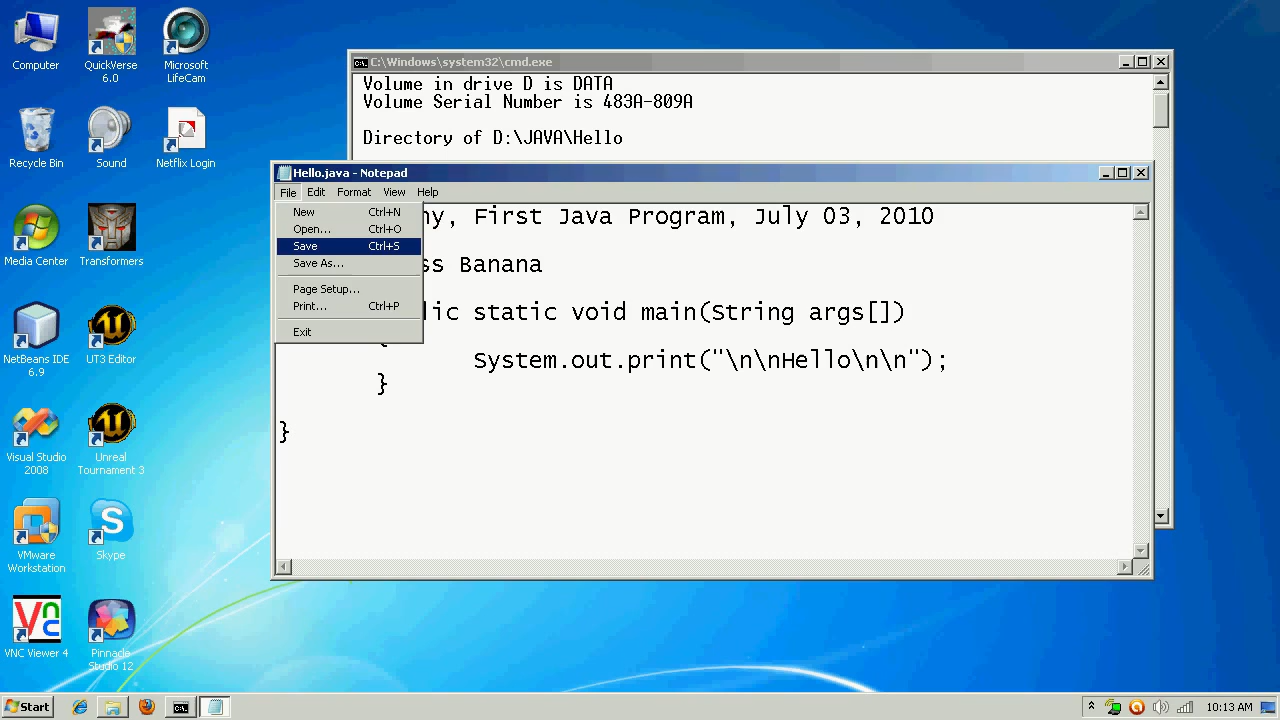 Computer
QuickVerse
6.0
Microsoft
LifeCam
Recycle Bin
Sound
Netflix Login
Media Center
Transformers
NetBeans IDE
6.9
UT3 Editor
Visual Studio
2008
Unreal
Tournament 3
VMware
Workstation
Skype
VNC Viewer 4
Pinnacle
Studio 12
C:\Windows\system32\cmd.exe
Volume in drive D is DATA
Volume Serial Number is 483A-809A
Directory of D:\JAVA\Hello
Hello.java - Notepad
File Edit Format View Help
New Ctrl+N
Open... Ctrl+O
Save Ctrl+S
Save As...
Page Setup...
Print... Ctrl+P
Exit
ny, First Java Program, July 03, 2010
ss Banana
lic static void main(String args[])
{
System.out.print("\n\nHello\n\n");
}
}
Start
10:13 AM